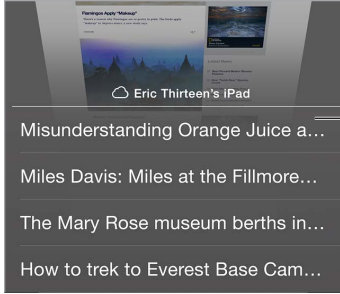 Flamingos Apply "Makeup"
Eric Thirteen's iPad
Misunderstanding Orange Juice a...
Miles Davis: Miles at the Fillmore...
The Mary Rose museum berths in...
How to trek to Everest Base Cam...